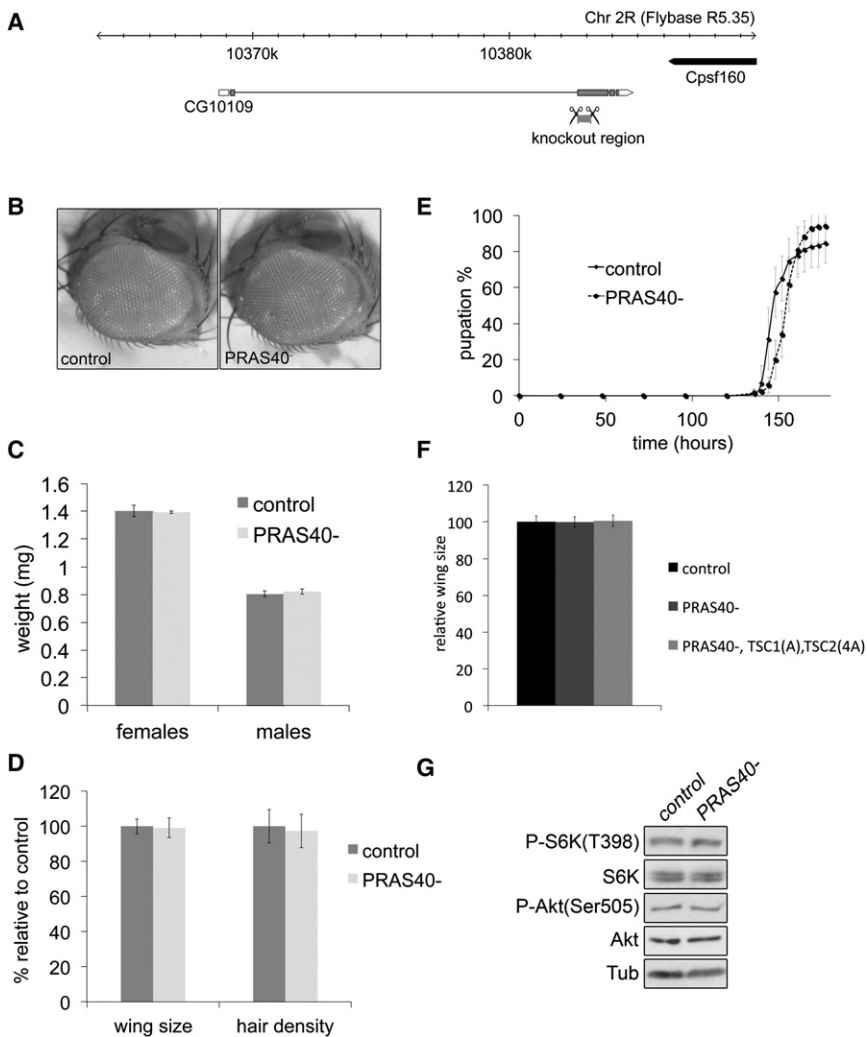 A
Chr 2R (Flybase R5.35)
10370k
10380k
Cpsf160
CG10109
knockout region
B
control
PRAS40-
C
weight (mg)
1.6
1.4
1.2
1
0.8
0.6
0.4
0.2
0
control
PRAS40-
females
males
D
% relative to control
120
100
80
60
40
20
0
control
PRAS40-
wing size
hair density
E
pupation %
100
80
60
40
20
0
control
PRAS40-
0
50
100
150
time (hours)
F
relative wing size
120
100
80
60
40
20
0
control
PRAS40-
PRAS40-, TSC1(A),TSC2(4A)
G
control
PRAS40-
P-S6K(T398)
S6K
P-Akt(Ser505)
Akt
Tub